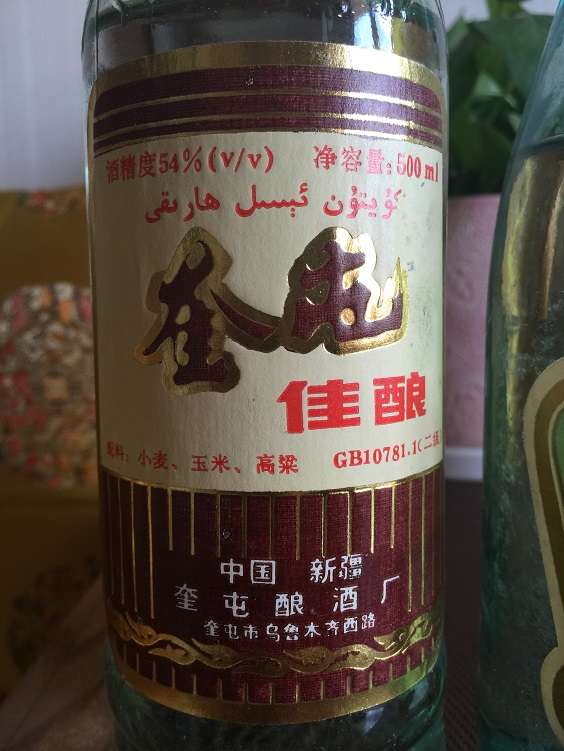 酒精度54%(v/v) 净容量:500ml
كۈيتۇن ئېسىل ھارىقى
奎屯
佳酿
配料:小麦、玉米、高粱 GB10781.1(二级
中国 新疆
奎屯酿酒厂
奎屯市乌鲁木齐西路